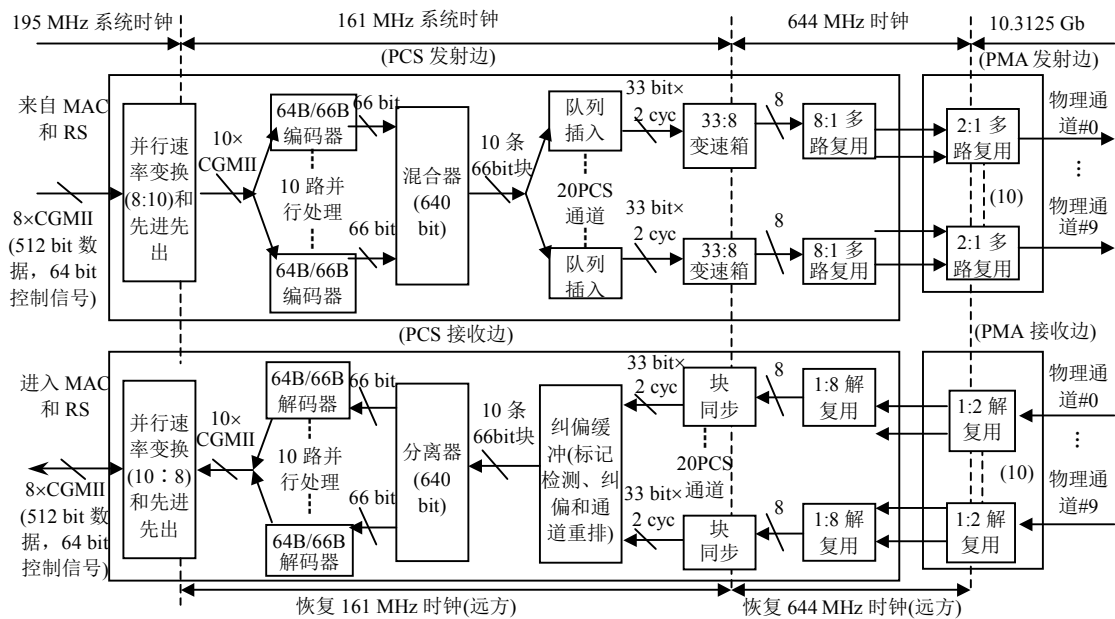 195 MHz 系统时钟
161 MHz 系统时钟
644 MHz 时钟
10.3125 Gb
(PCS 发射边)
(PMA 发射边)
来自 MAC
和 RS
8×CGMII
(512 bit 数
据，64 bit
控制信号)
并行速
率变换
(8:10)和
先进先
出
10×
CGMII
64B/66B
编码器
10 路并
行处理
64B/66B
编码器
66 bit
66 bit
混合器
(640
bit)
10 条
66bit块
队列
插入
20PCS
通道
队列
插入
33 bit×
2 cyc
33 bit×
2 cyc
33:8
变速箱
33:8
变速箱
8
8
8:1 多
路复用
8:1 多
路复用
2:1 多
路复用
(10)
2:1 多
路复用
物理通
道#0
⋮
物理通
道#9
(PCS 接收边)
(PMA 接收边)
进入 MAC
和 RS
8×CGMII
(512 bit 数
据，64 bit
控制信号)
并行速
率变换
(10：8)
和先进
先出
10×
CGMII
64B/66B
解码器
10 路并
行处理
64B/66B
解码器
66 bit
66 bit
分离器
(640
bit)
10 条
66bit块
纠偏缓
冲(标记
检测、纠
偏和通
道重排)
33 bit×
2 cyc
33 bit×
2 cyc
块
同步
20PCS
通道
块
同步
8
8
1:8 解
复用
1:8 解
复用
1:2 解
复用
(10)
1:2 解
复用
物理通
道#0
⋮
物理通
道#9
恢复 161 MHz 时钟(远方)
恢复 644 MHz 时钟(远方)